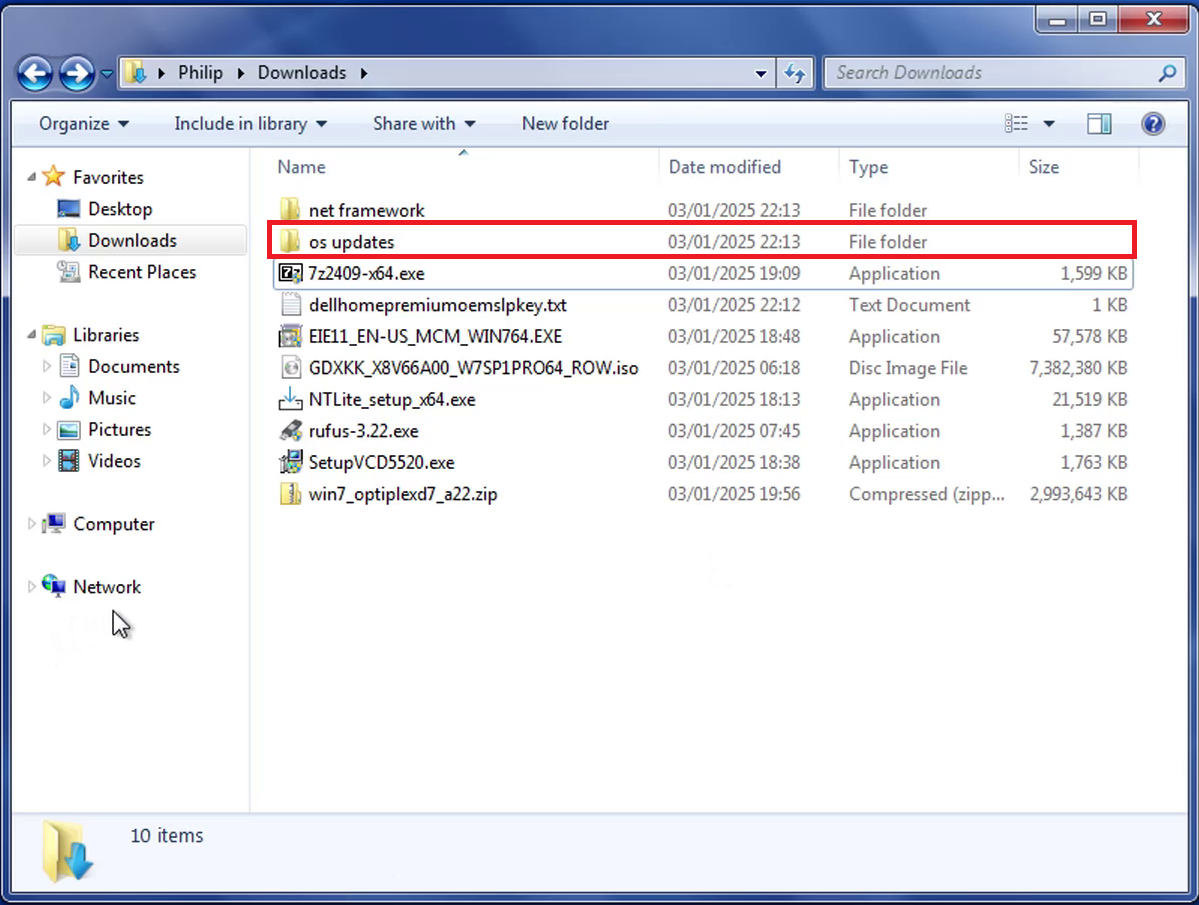 Philip Downloads
Search Downloads
Organize Include in library Share with New folder
Name Date modified Type Size
Favorites
Desktop
Downloads
Recent Places
Libraries
Documents
Music
Pictures
Videos
Computer
Network
net framework 03/01/2025 22:13 File folder
os updates 03/01/2025 22:13 File folder
7z2409-x64.exe 03/01/2025 19:09 Application 1,599 KB
dellhomepremiumoemslpkey.txt 03/01/2025 22:12 Text Document 1 KB
EIE11_EN-US_MCM_WIN764.EXE 03/01/2025 18:48 Application 57,578 KB
GDXKK_X8V66A00_W7SP1PRO64_ROW.iso 03/01/2025 06:18 Disc Image File 7,382,380 KB
NTLite_setup_x64.exe 03/01/2025 18:13 Application 21,519 KB
rufus-3.22.exe 03/01/2025 07:45 Application 1,387 KB
SetupVCD5520.exe 03/01/2025 18:38 Application 1,763 KB
win7_optiplexd7_a22.zip 03/01/2025 19:56 Compressed (zipp... 2,993,643 KB
10 items